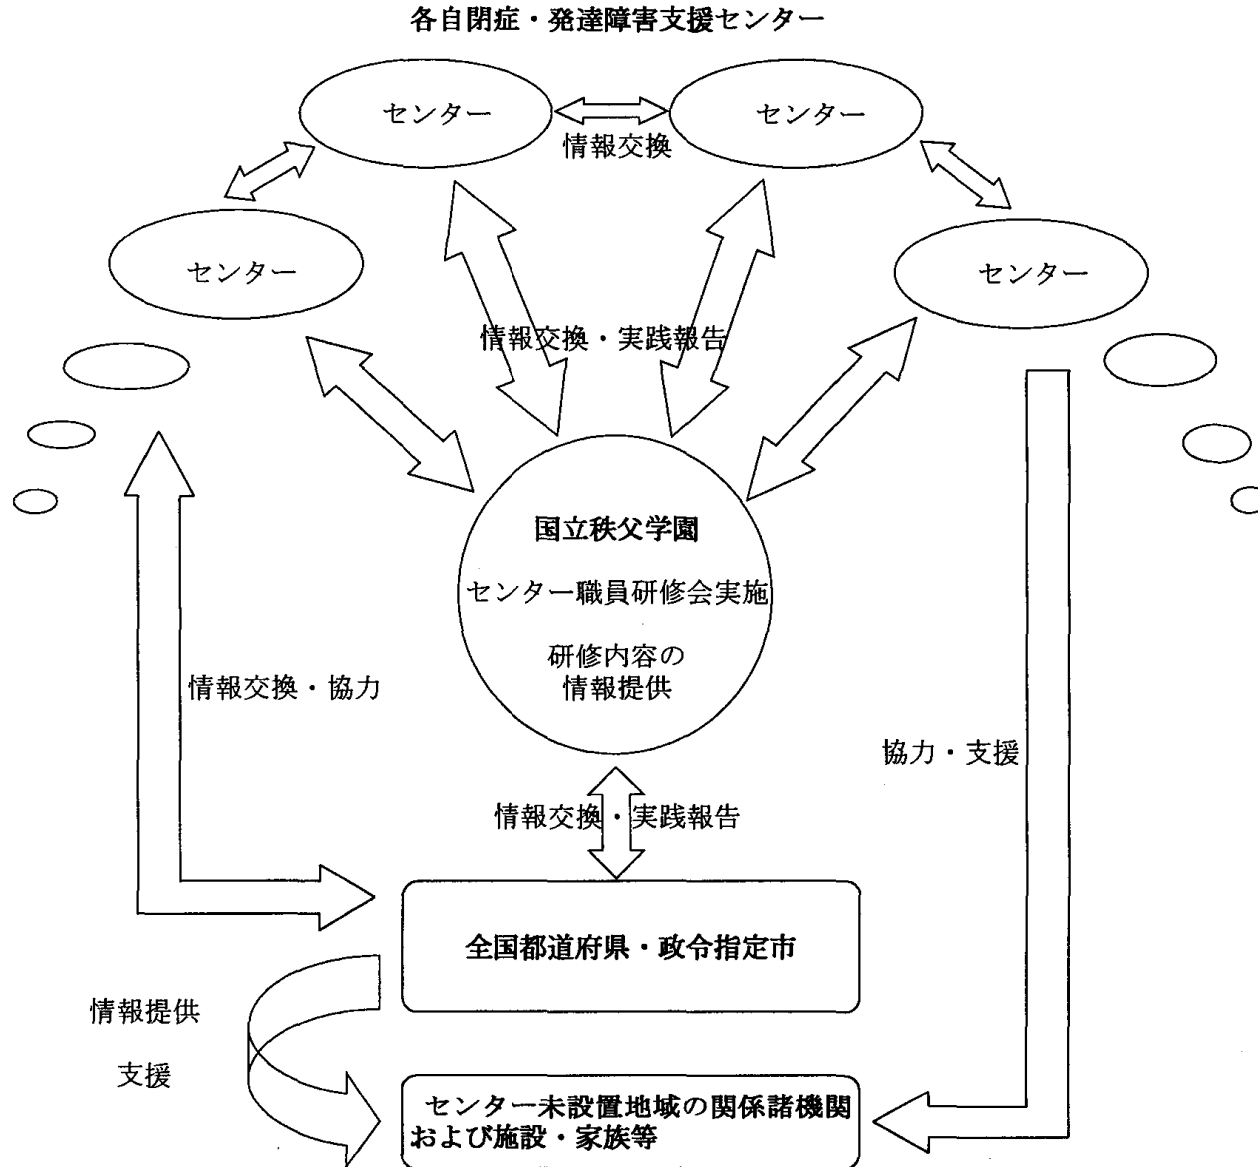 各自閉症・発達障害支援センター
センター
センター
情報交換
センター
センター
情報交換・実践報告
国立秩父学園
センター職員研修会実施
研修内容の
情報提供
情報交換・協力
協力・支援
情報交換・実践報告
全国都道府県・政令指定市
情報提供
支援
センター未設置地域の関係諸機関
および施設・家族等